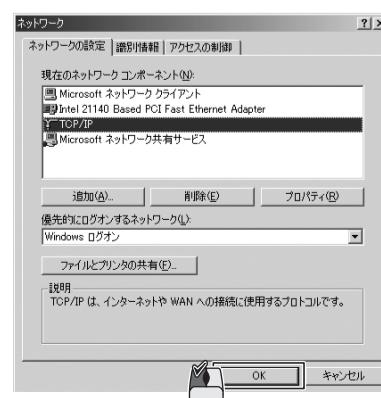 ネットワーク
ネットワークの設定 識別情報 アクセスの制御
現在のネットワーク コンポーネント(N):
Microsoft ネットワーク クライアント
Intel 21140 Based PCI Fast Ethernet Adapter
TCP/IP
Microsoft ネットワーク共有サービス
追加(A)... 削除(E) プロパティ(R)
優先的にログオンするネットワーク(L):
Windows ログオン
ファイルとプリンタの共有(F)...
説明
TCP/IP は、インターネットや WAN への接続に使用するプロトコルです。
OK キャンセル